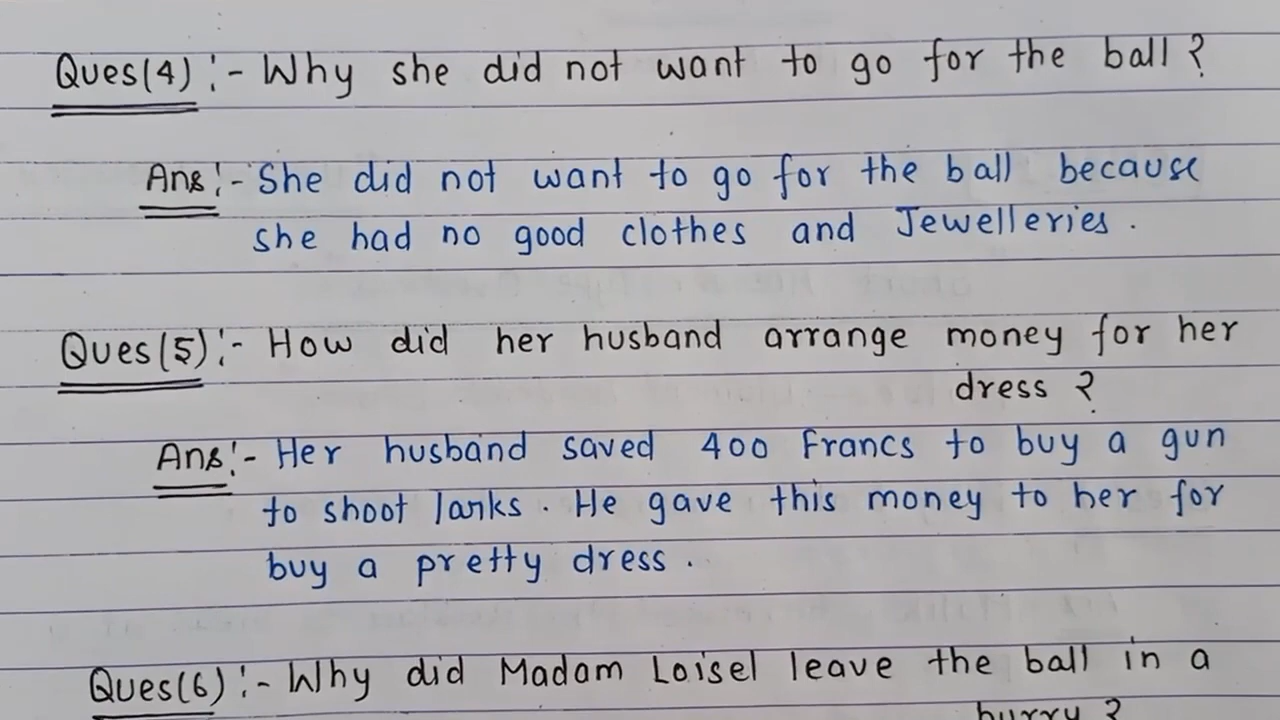 Ques(4):- Why she did not want to go for the ball?
Ans:- She did not want to go for the ball because
she had no good clothes and Jewelleries.
Ques(5):- How did her husband arrange money for her
dress?
Ans:- Her husband saved 400 Francs to buy a gun
to shoot larks. He gave this money to her for
buy a pretty dress.
Ques(6):- Why did Madam Loisel leave the ball in a
hurry?